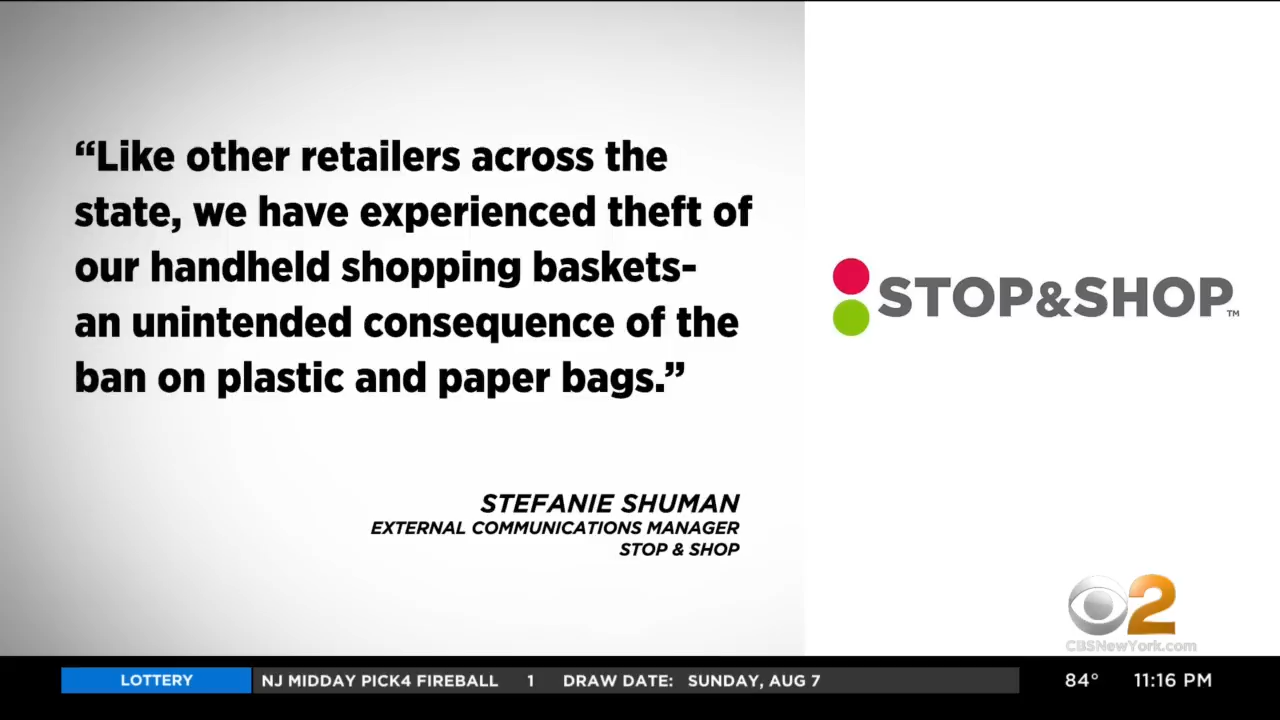 “Like other retailers across the
state, we have experienced theft of
our handheld shopping baskets-
an unintended consequence of the
ban on plastic and paper bags.”
STEFANIE SHUMAN
EXTERNAL COMMUNICATIONS MANAGER
STOP & SHOP
STOP&SHOP™
2
CBSNewYork.com
LOTTERY NJ MIDDAY PICK4 FIREBALL 1 DRAW DATE: SUNDAY, AUG 7 84° 11:16 PM